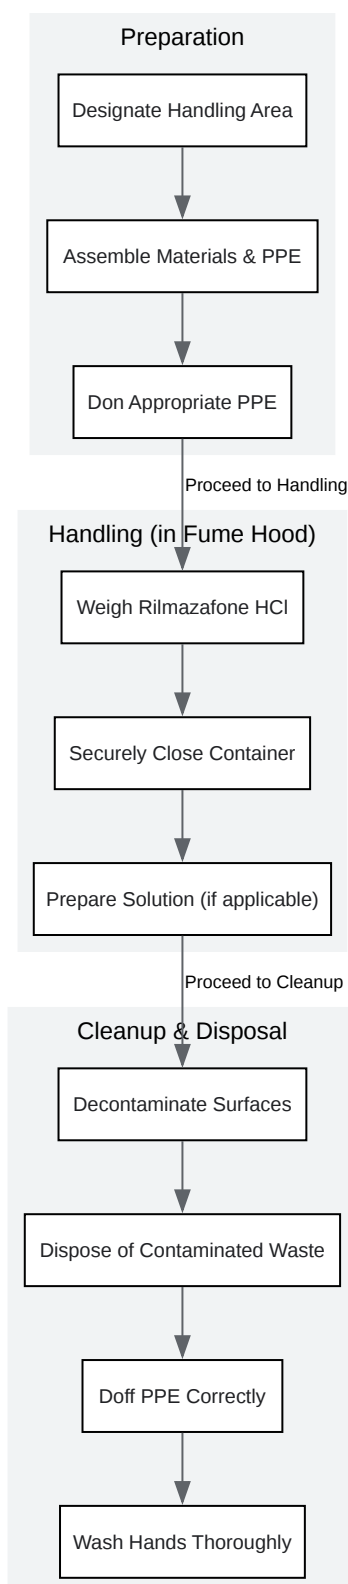 Preparation
Designate Handling Area
Assemble Materials & PPE
Don Appropriate PPE
Proceed to Handling
Handling (in Fume Hood)
Weigh Rilmazafone HCl
Securely Close Container
Prepare Solution (if applicable)
Proceed to Cleanup
Cleanup & Disposal
Decontaminate Surfaces
Dispose of Contaminated Waste
Doff PPE Correctly
Wash Hands Thoroughly